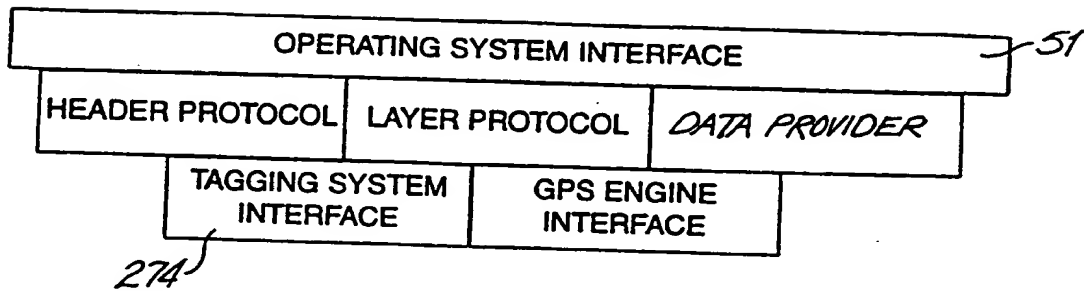 OPERATING SYSTEM INTERFACE
51
HEADER PROTOCOL
LAYER PROTOCOL
DATA PROVIDER
TAGGING SYSTEM
INTERFACE
GPS ENGINE
INTERFACE
274